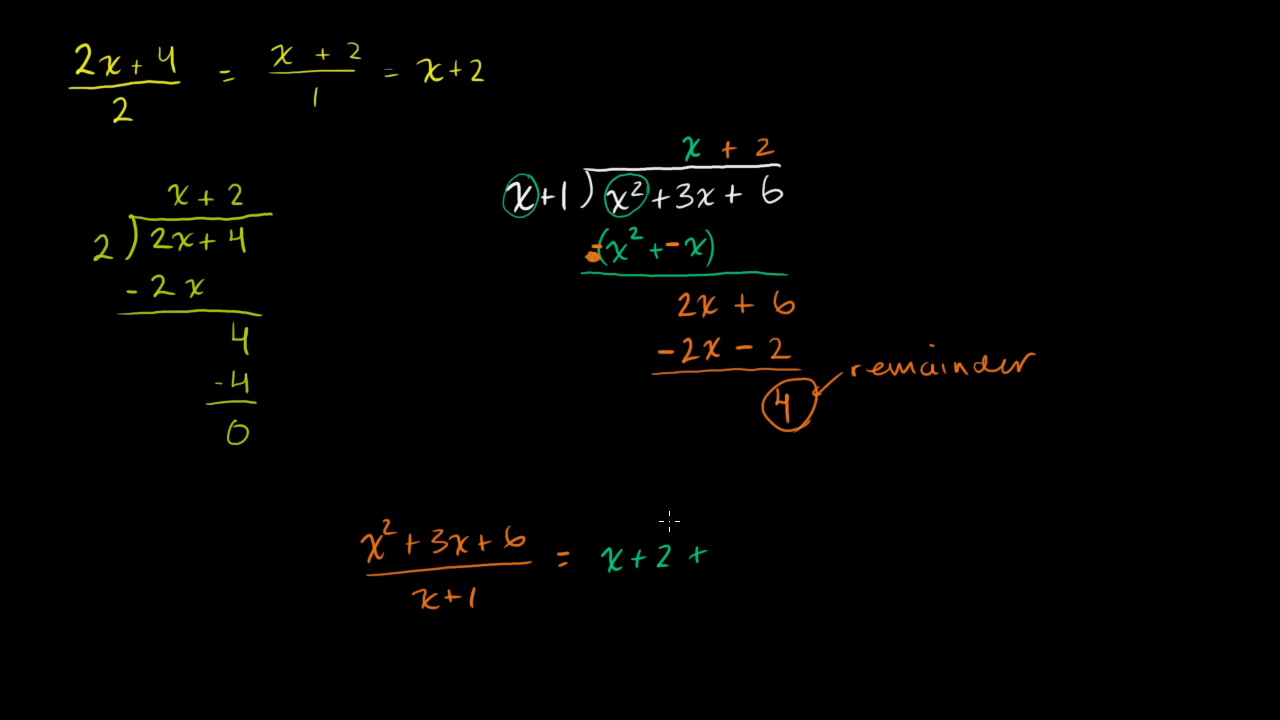 2x + 4 / 2 = x + 2 / 1 = x + 2
x + 2
2 ) 2x + 4
- 2x
4
-4
0
x + 2
x+1 ) x² + 3x + 6
-(x² + - x)
2x + 6
-2x - 2
4 remainder
x² + 3x + 6 / x+1 = x + 2 +